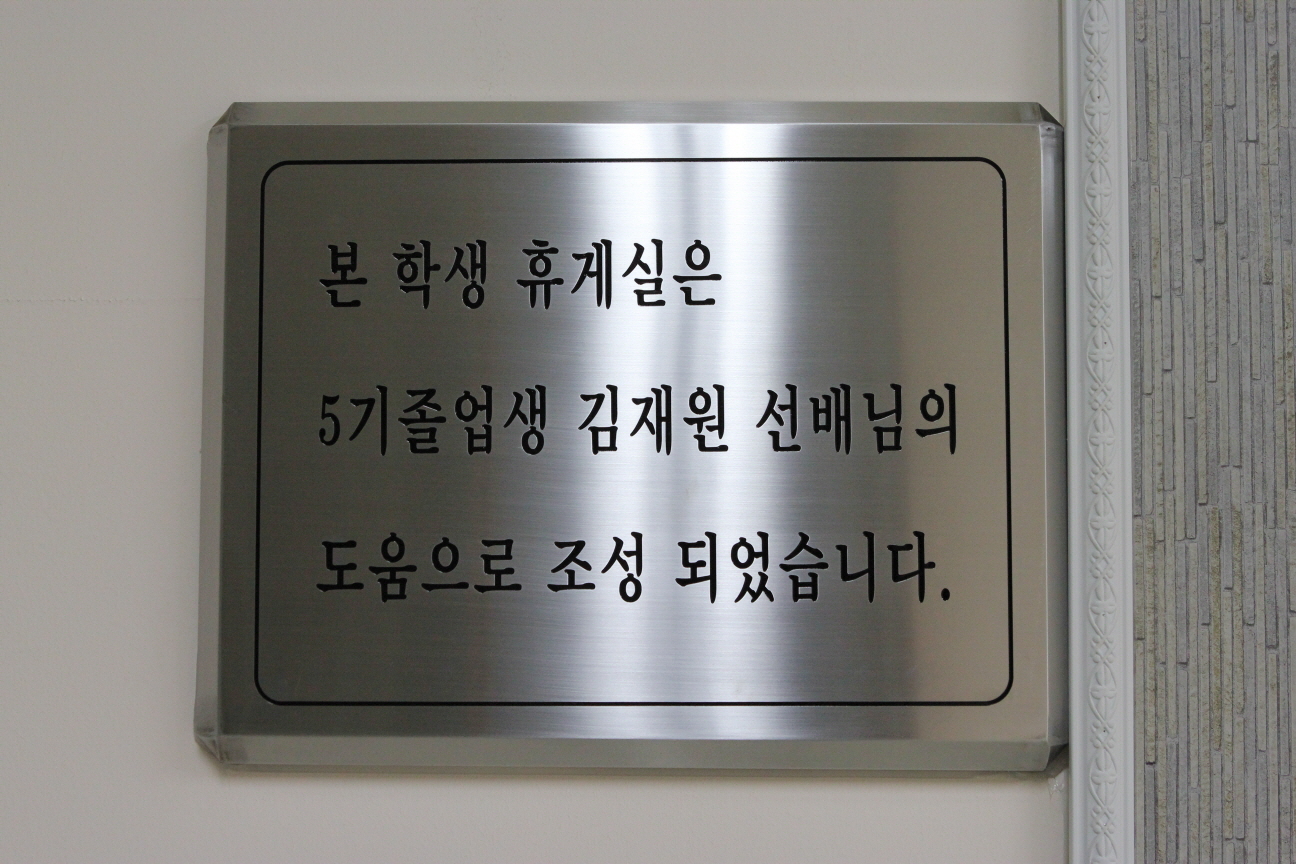 본 학생 휴게실은
5기졸업생 김재원 선배님의
도움으로 조성 되었습니다.